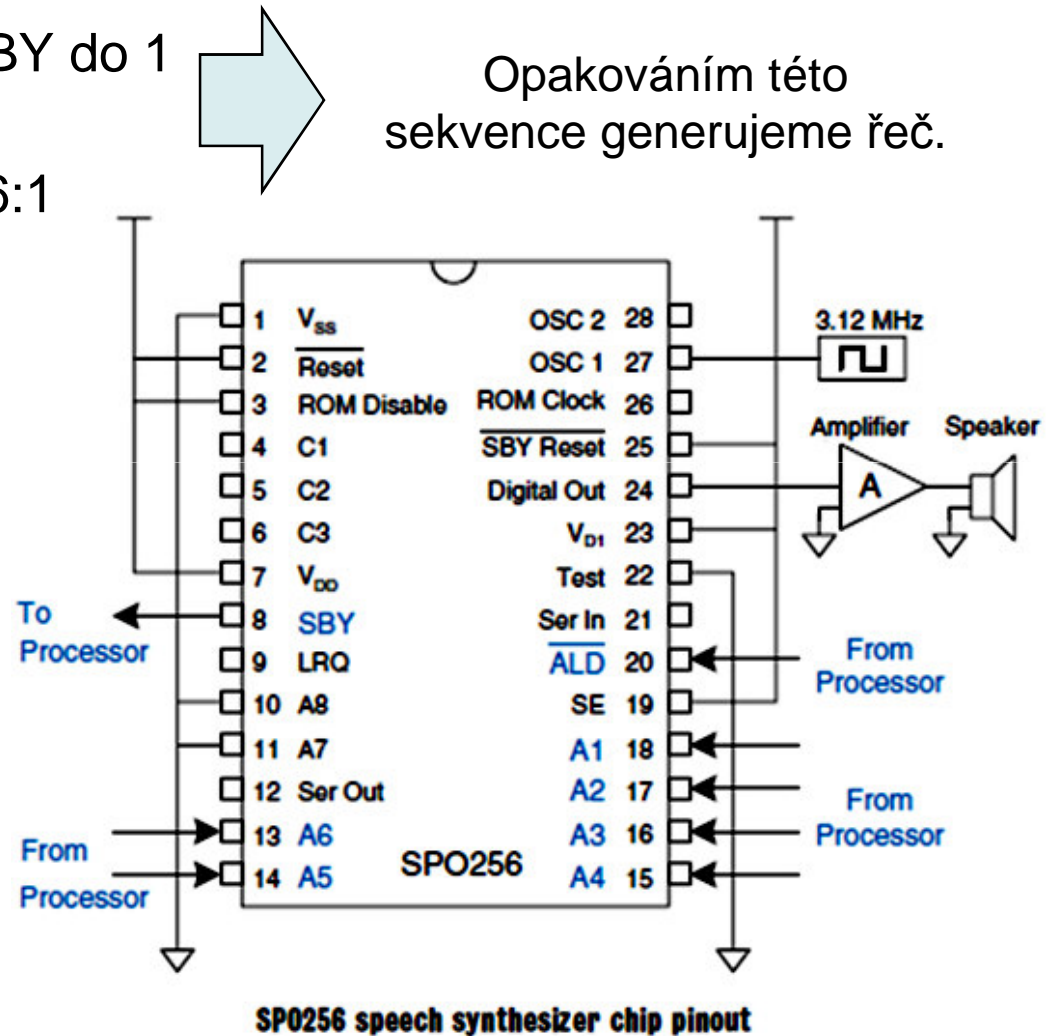 BY do 1
Opakováním této
sekvence generujeme řeč.
6:1
1 VSS
2 Reset
3 ROM Disable
4 C1
5 C2
6 C3
7 VDD
8 SBY
9 LRQ
10 A8
11 A7
12 Ser Out
13 A6
14 A5
SPO256
OSC 2 28
OSC 1 27
ROM Clock 26
SBY Reset 25
Digital Out 24
VD1 23
Test 22
Ser In 21
ALD 20
SE 19
A1 18
A2 17
A3 16
A4 15
To
Processor
From
Processor
3.12 MHz
Amplifier Speaker
A
From
Processor
From
Processor
SPO256 speech synthesizer chip pinout